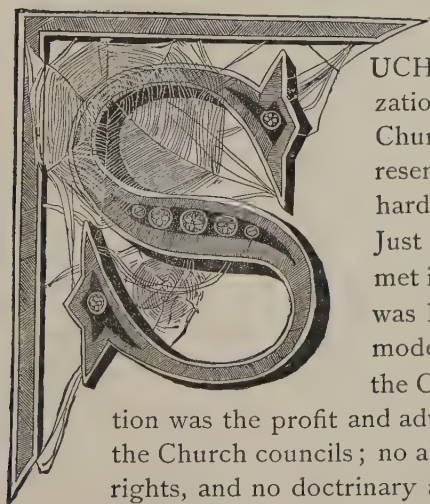 SUCH
zatio
Chur
resen
hard
Just
met i
was
mode
the C
tion was the profit and adv
the Church councils ; no a
rights, and no doctrinary a